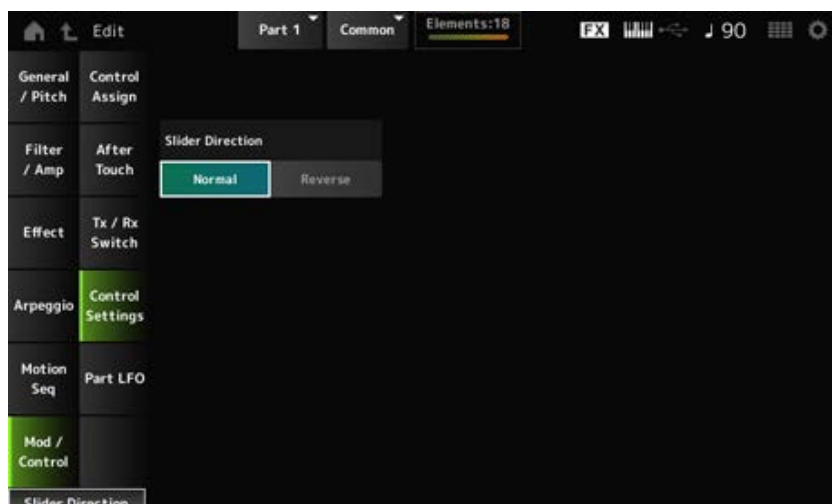 Edit
Part 1
Common
Elements:18
FX
90
General
/ Pitch
Control
Assign
Filter
/ Amp
After
Touch
Slider Direction
Normal
Reverse
Effect
Tx / Rx
Switch
Arpeggio
Control
Settings
Motion
Seq
Part LFO
Mod /
Control
Slider Direction